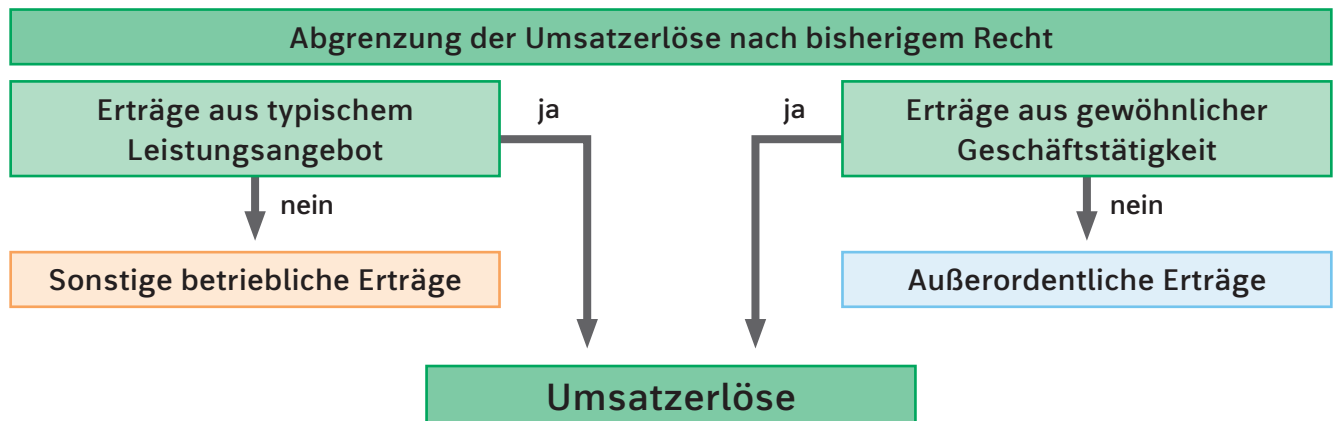 Abgrenzung der Umsatzerlöse nach bisherigem Recht
Erträge aus typischem
Leistungsangebot
ja
ja
Erträge aus gewöhnlicher
Geschäftstätigkeit
nein
nein
Sonstige betriebliche Erträge
Außerordentliche Erträge
Umsatzerlöse